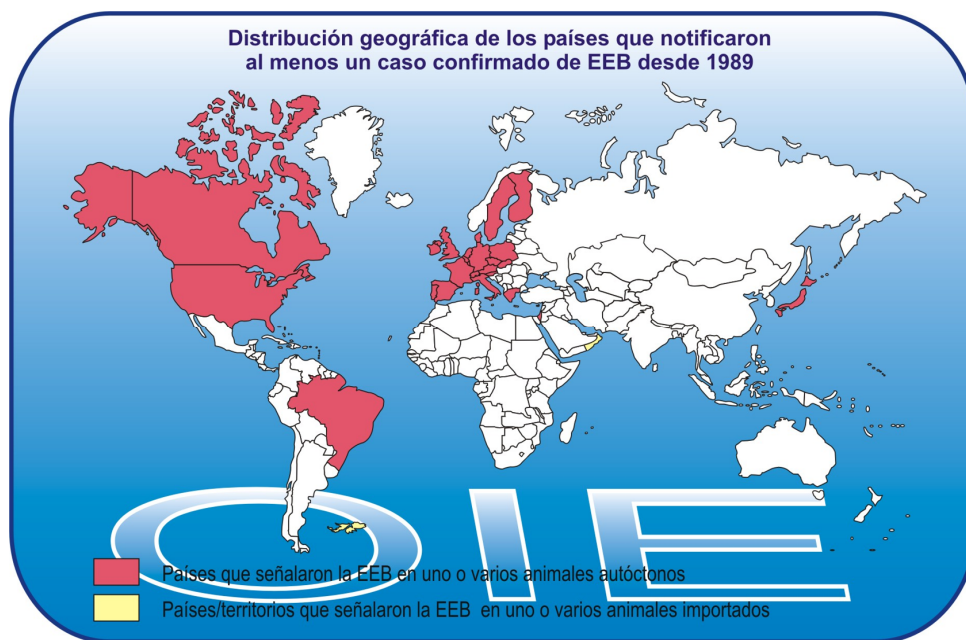 Distribución geográfica de los países que notificaron
al menos un caso confirmado de EEB desde 1989
OIE
Países que señalaron la EEB en uno o varios animales autóctonos
Países/territorios que señalaron la EEB en uno o varios animales importados